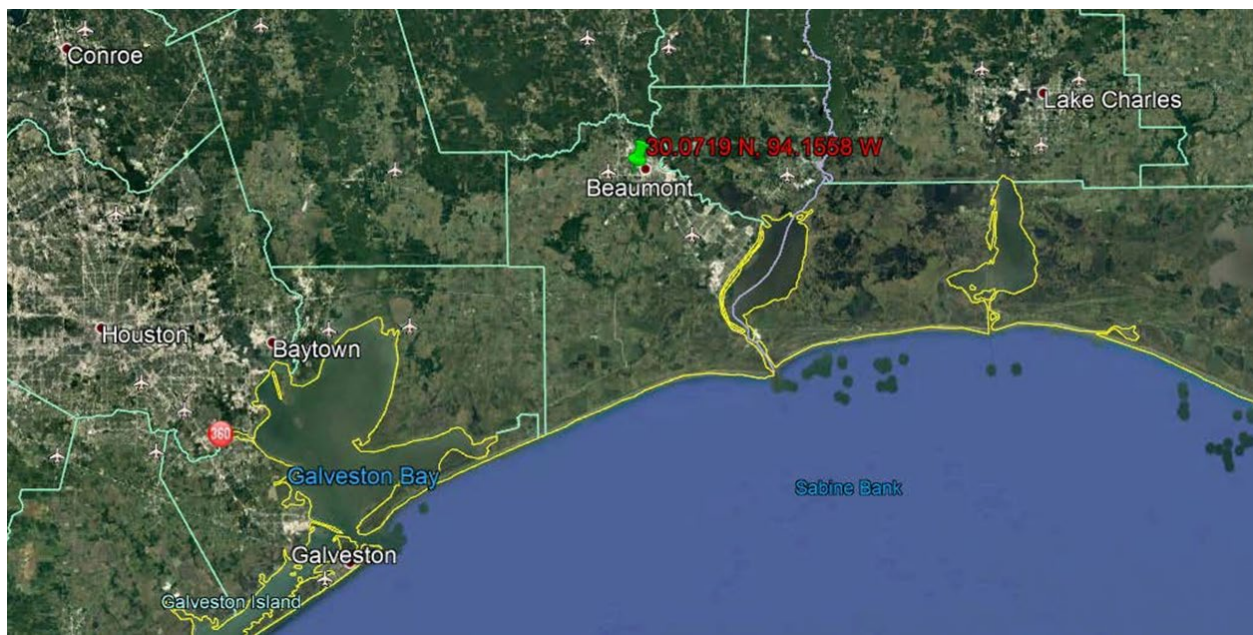 Conroe
Lake Charles
30.0719 N, 94.1558 W
Beaumont
Houston
Baytown
360
Galveston Bay
Sabine Bank
Galveston
Galveston Island